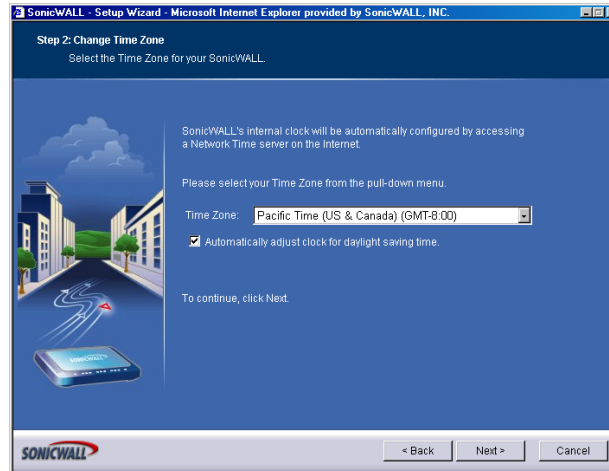 SonicWALL - Setup Wizard - Microsoft Internet Explorer provided by SonicWALL, INC.
Step 2: Change Time Zone
Select the Time Zone for your SonicWALL.
SonicWALL's internal clock will be automatically configured by accessing
a Network Time server on the Internet.
Please select your Time Zone from the pull-down menu.
Time Zone: Pacific Time (US & Canada) (GMT-8:00)
Automatically adjust clock for daylight saving time.
To continue, click Next.
SONICWALL
SONICWALL
< Back Next > Cancel